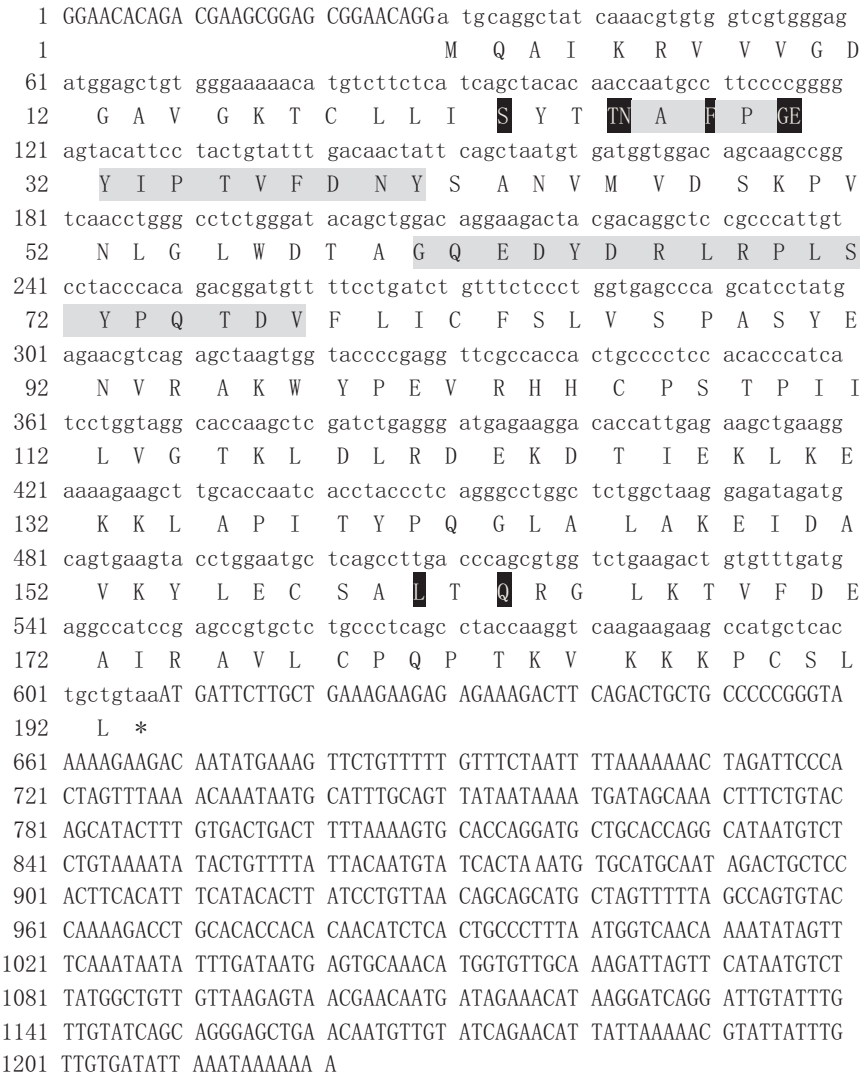 1 GGAACACAGA CGAAGCGGAG CGGAACAGGa tgcaggctat caaacgtgtg gtcgtgggag
1 M Q A I K R V V V G D
61 atggagctgt gggaaaaaca tgtcttctca tcagctacac aaccaatgcc ttccccgggg
12 G A V G K T C L L I S Y T TN A F P GE
121 agtacattcc tactgtattt gacaactatt cagctaatgt gatggtggac agcaagccgg
32 Y I P T V F D N Y S A N V M V D S K P V
181 tcaacctggg cctctgggat acagctggac aggaagacta cgacaggctc cgcccattgt
52 N L G L W D T A G Q E D Y D R L R P L S
241 cctacccaca gacggatgtt ttcctgatct gtttctccct ggtgagccca gcatcctatg
72 Y P Q T D V F L I C F S L V S P A S Y E
301 agaacgtcag agctaagtgg taccccgagg ttcgccacca ctgcccctcc acacccatca
92 N V R A K W Y P E V R H H C P S T P I I
361 tcctggtagg caccaagctc gatctgaggg atgagaagga caccattgag aagctgaagg
112 L V G T K L D L R D E K D T I E K L K E
421 aaaagaagct tgcaccaatc acctaccctc agggcctggc tctggctaag gagatagatg
132 K K L A P I T Y P Q G L A L A K E I D A
481 cagtgaagta cctggaatgc tcagccttga cccagcgtgg tctgaagact gtgtttgatg
152 V K Y L E C S A L T Q R G L K T V F D E
541 aggccatccg agccgtgctc tgccctcagc ctaccaaggt caagaagaag ccatgctcac
172 A I R A V L C P Q P T K V K K K P C S L
601 tgctgtaaAT GATTCTTGCT GAAAGAAGAG AGAAAGACTT CAGACTGCTG CCCCCGGGTA
192 L *
661 AAAAGAAGAC AATATGAAAG TTCTGTTTTT GTTTCTAATT TTAAAAAAAC TAGATTCCCA
721 CTAGTTTAAA ACAAATAATG CATTTGCAGT TATAATAAAA TGATAGCAAA CTTTCTGTAC
781 AGCATACTTT GTGACTGACT TTTAAAAGTG CACCAGGATG CTGCACCAGG CATAATGTCT
841 CTGTAAAATA TACTGTTTTA TTACAATGTA TCACTAAATG TGCATGCAAT AGACTGCTCC
901 ACTTCACATT TCATACACTT ATCCTGTTAA CAGCAGCATG CTAGTTTTTA GCCAGTGTAC
961 CAAAAGACCT GCACACCACA CAACATCTCA CTGCCCTTTA ATGGTCAACA AAATATAGTT
1021 TCAAATAATA TTTGATAATG AGTGCAAACA TGGTGTTGCA AAGATTAGTT CATAATGTCT
1081 TATGGCTGTT GTTAAGAGTA ACGAACAATG ATAGAAACAT AAGGATCAGG ATTGTATTTG
1141 TTGTATCAGC AGGGAGCTGA ACAATGTTGT ATCAGAACAT TATTAAAAAC GTATTATTTG
1201 TTGTGATATT AAATAAAAAA A